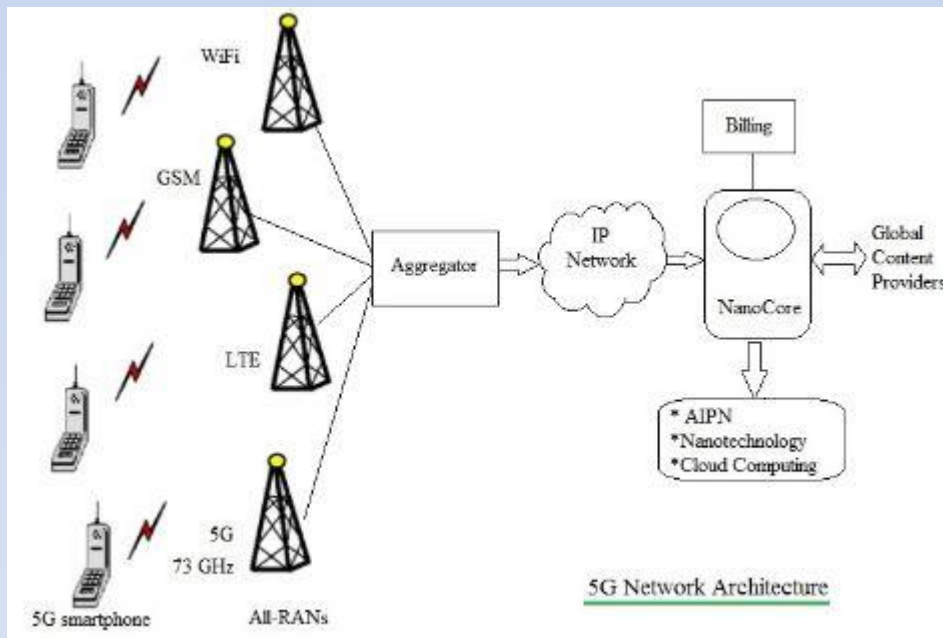 WiFi
GSM
LTE
5G
73 GHz
5G smartphone
All-RANs
Aggregator
IP
Network
Billing
NanoCore
Global
Content
Providers
* AIPN
*Nanotechnology
*Cloud Computing
5G Network Architecture